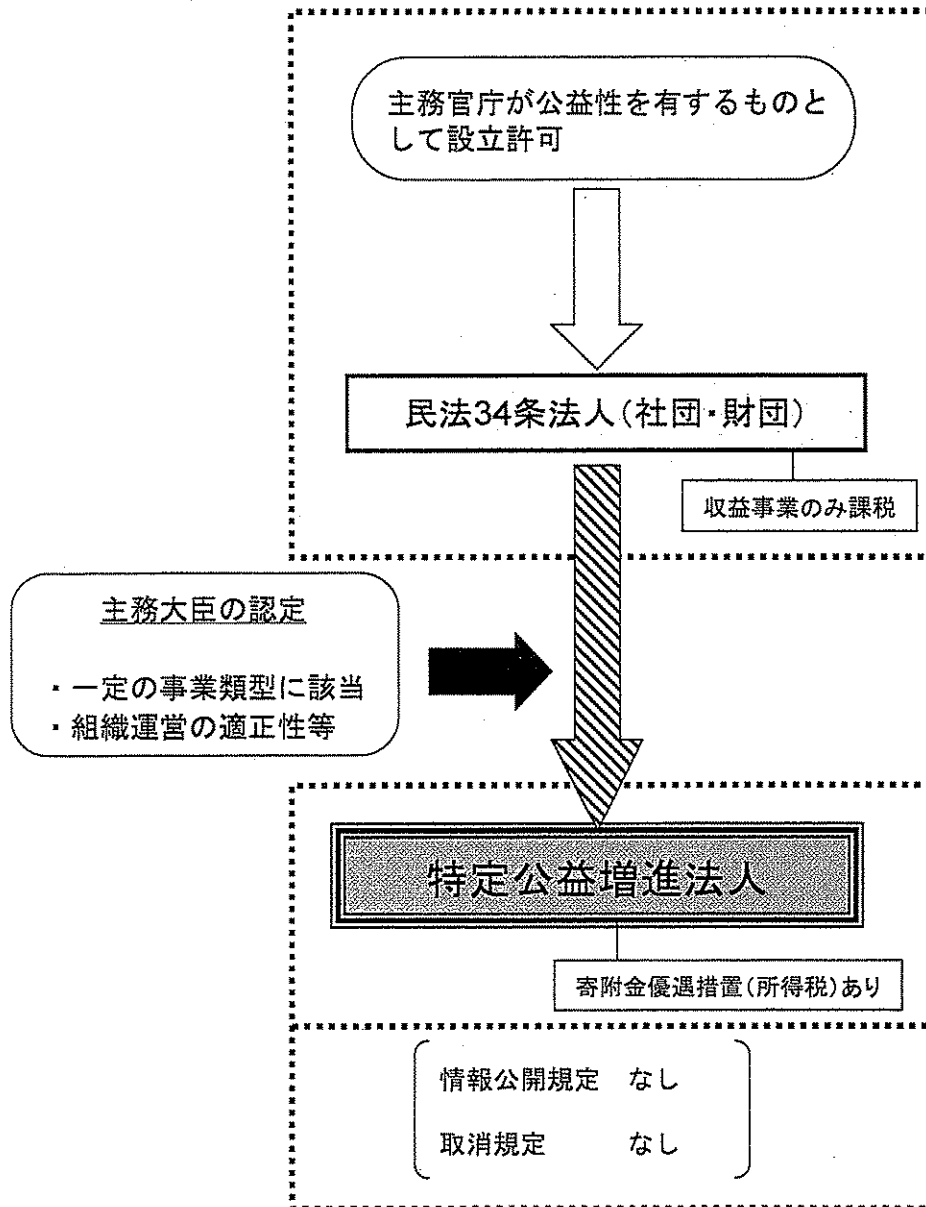 主務官庁が公益性を有するものと
して設立許可
民法34条法人(社団・財団)
収益事業のみ課税
主務大臣の認定
・一定の事業類型に該当
・組織運営の適正性等
特定公益増進法人
寄附金優遇措置(所得税)あり
情報公開規定 なし
取消規定 なし